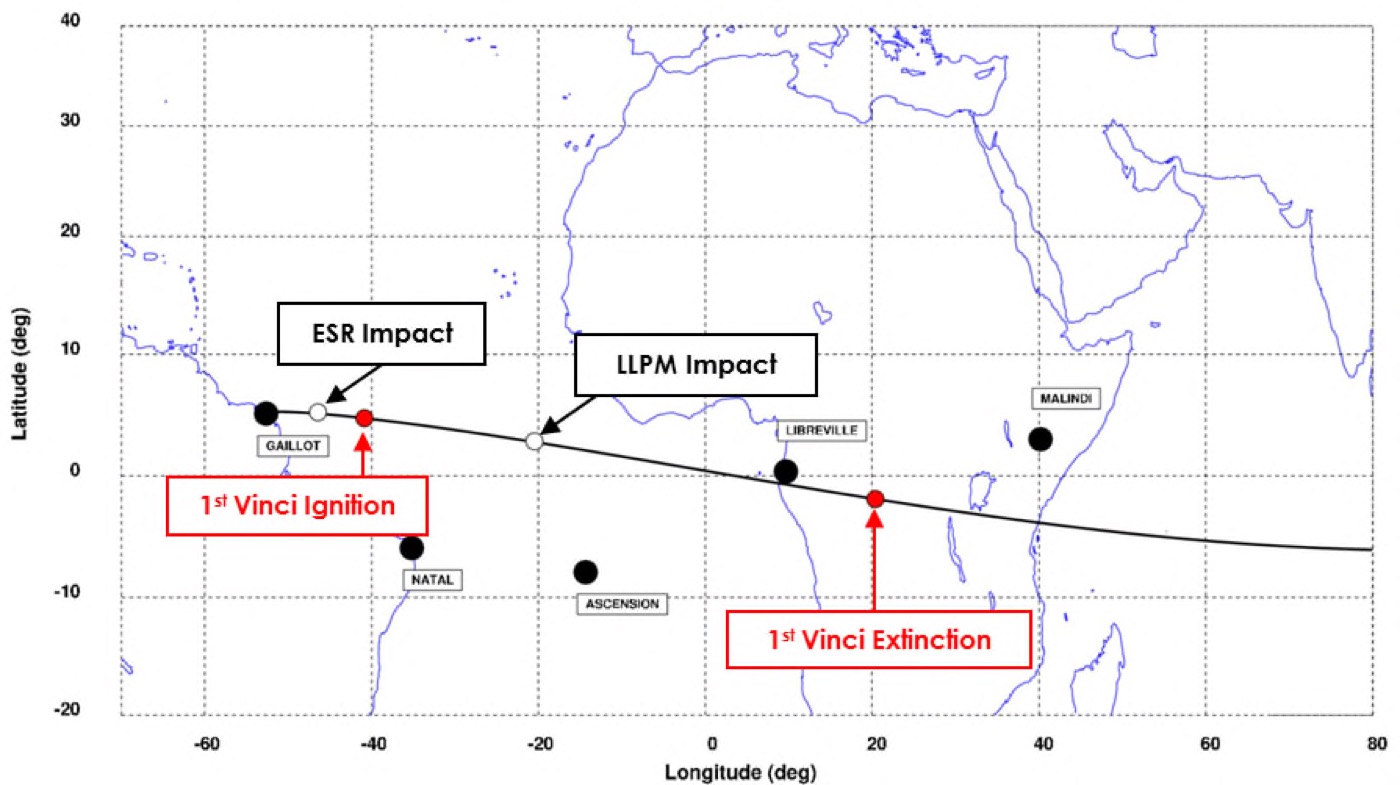 40
30
20
10
0
-10
-20
Latitude (deg)
ESR Impact
LLPM Impact
MALINDI
LIBREVILLE
GAILLOT
1st Vinci Ignition
NATAL
ASCENSION
1st Vinci Extinction
-60 -40 -20 0 20 40 60 80
Longitude (deg)